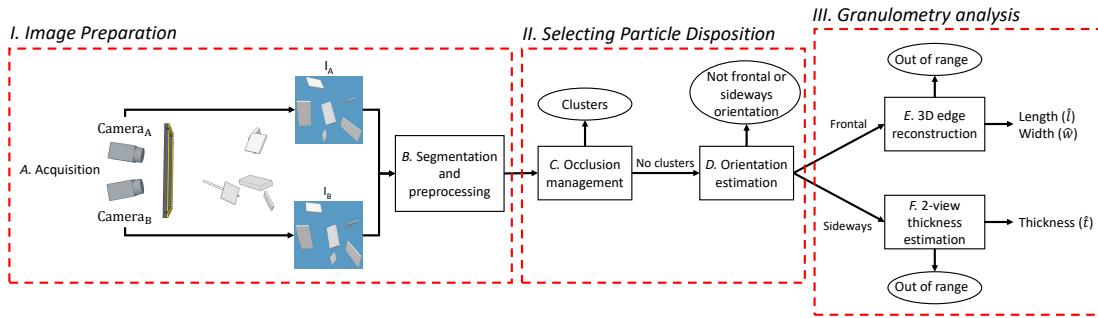 I. Image Preparation
A. Acquisition
Camera_A
Camera_B
I_A
I_B
B. Segmentation
and
preprocessing
II. Selecting Particle Disposition
Clusters
C. Occlusion
management
No clusters
Not frontal or
sideways
orientation
D. Orientation
estimation
III. Granulometry analysis
Frontal
Sideways
Out of range
E. 3D edge
reconstruction
Length (l̂)
Width (ŵ)
F. 2-view
thickness
estimation
Thickness (t̂)
Out of range